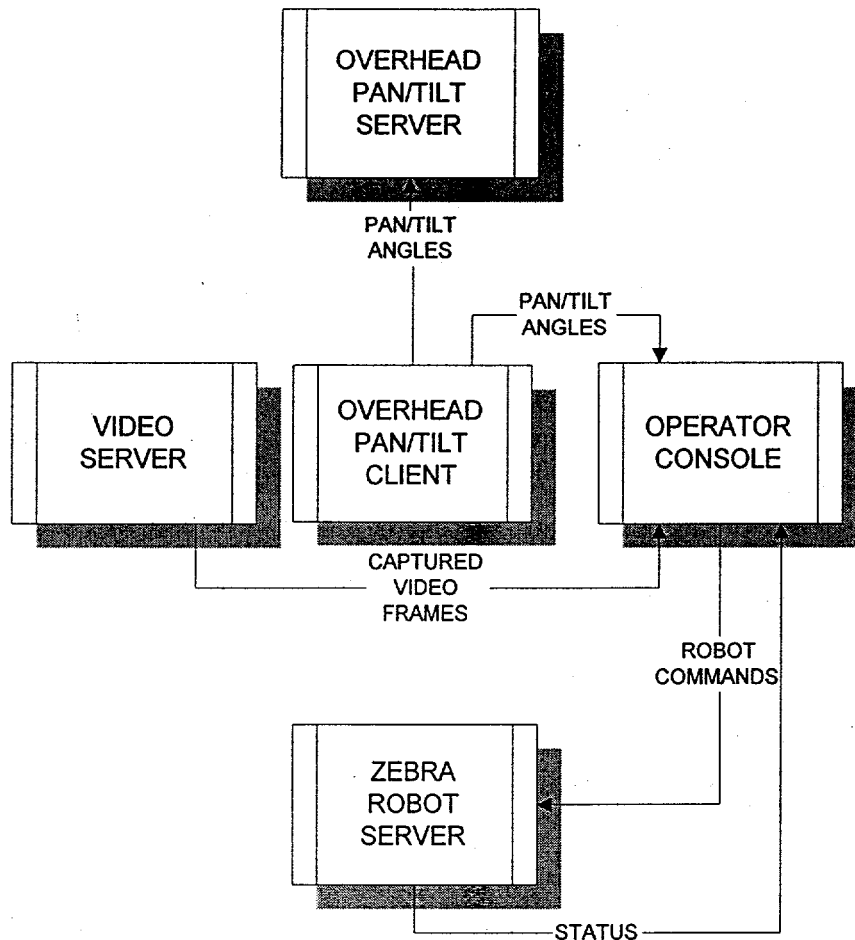 OVERHEAD
PAN/TILT
SERVER
PAN/TILT
ANGLES
PAN/TILT
ANGLES
VIDEO
SERVER
OVERHEAD
PAN/TILT
CLIENT
OPERATOR
CONSOLE
CAPTURED
VIDEO
FRAMES
ROBOT
COMMANDS
ZEBRA
ROBOT
SERVER
STATUS